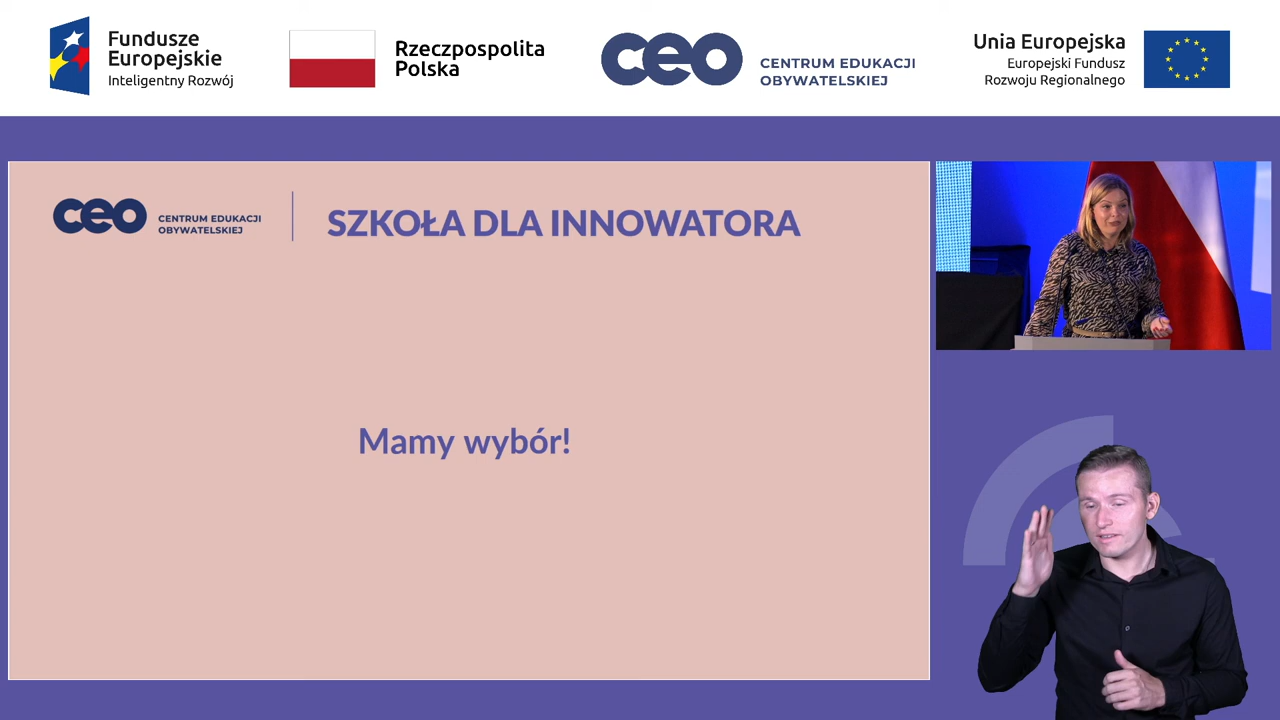 Fundusze
Europejskie
Inteligentny Rozwój
Rzeczpospolita
Polska
ceo
CENTRUM EDUKACJI
OBYWATELSKIEJ
Unia Europejska
Europejski Fundusz
Rozwoju Regionalnego
ceo
CENTRUM EDUKACJI
OBYWATELSKIEJ
SZKOŁA DLA INNOWATORA
Mamy wybór!